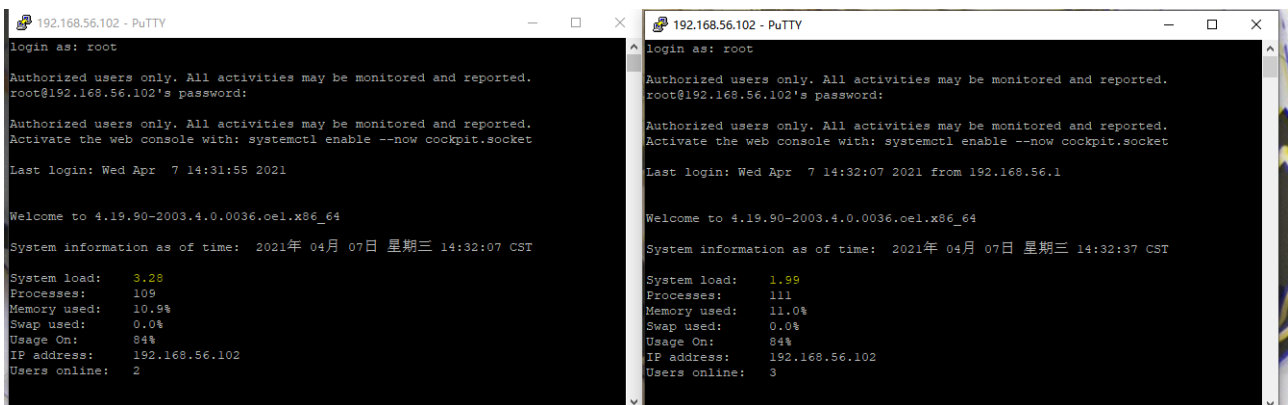 192.168.56.102 - PuTTY
login as: root
Authorized users only. All activities may be monitored and reported.
root@192.168.56.102's password:
Authorized users only. All activities may be monitored and reported.
Activate the web console with: systemctl enable --now cockpit.socket
Last login: Wed Apr  7 14:31:55 2021
Welcome to 4.19.90-2003.4.0.0036.oe1.x86_64
System information as of time:  2021年 04月 07日 星期三 14:32:07 CST
System load:    3.28
Processes:      109
Memory used:    10.9%
Swap used:      0.0%
Usage On:       84%
IP address:     192.168.56.102
Users online:   2
192.168.56.102 - PuTTY
login as: root
Authorized users only. All activities may be monitored and reported.
root@192.168.56.102's password:
Authorized users only. All activities may be monitored and reported.
Activate the web console with: systemctl enable --now cockpit.socket
Last login: Wed Apr  7 14:32:07 2021 from 192.168.56.1
Welcome to 4.19.90-2003.4.0.0036.oe1.x86_64
System information as of time:  2021年 04月 07日 星期三 14:32:37 CST
System load:    1.99
Processes:      111
Memory used:    11.0%
Swap used:      0.0%
Usage On:       84%
IP address:     192.168.56.102
Users online:   3